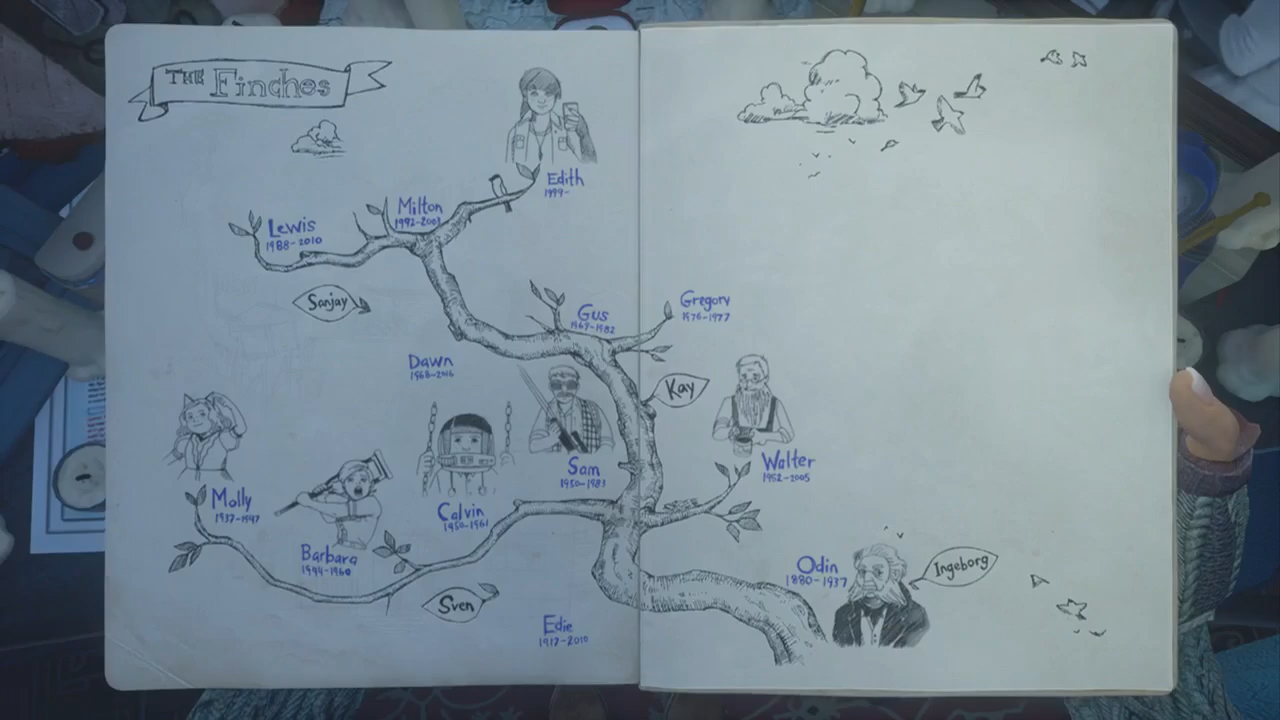 THE Finches
Edith
1999-
Milton
1992-2003
Lewis
1988-2010
Sanjay
Gus
1969-1982
Gregory
1976-1977
Dawn
1968-2016
Kay
Sam
1950-1983
Walter
1952-2005
Molly
1937-1947
Calvin
1950-1961
Barbara
1944-1960
Sven
Edie
1917-2010
Odin
1880-1937
Ingeborg